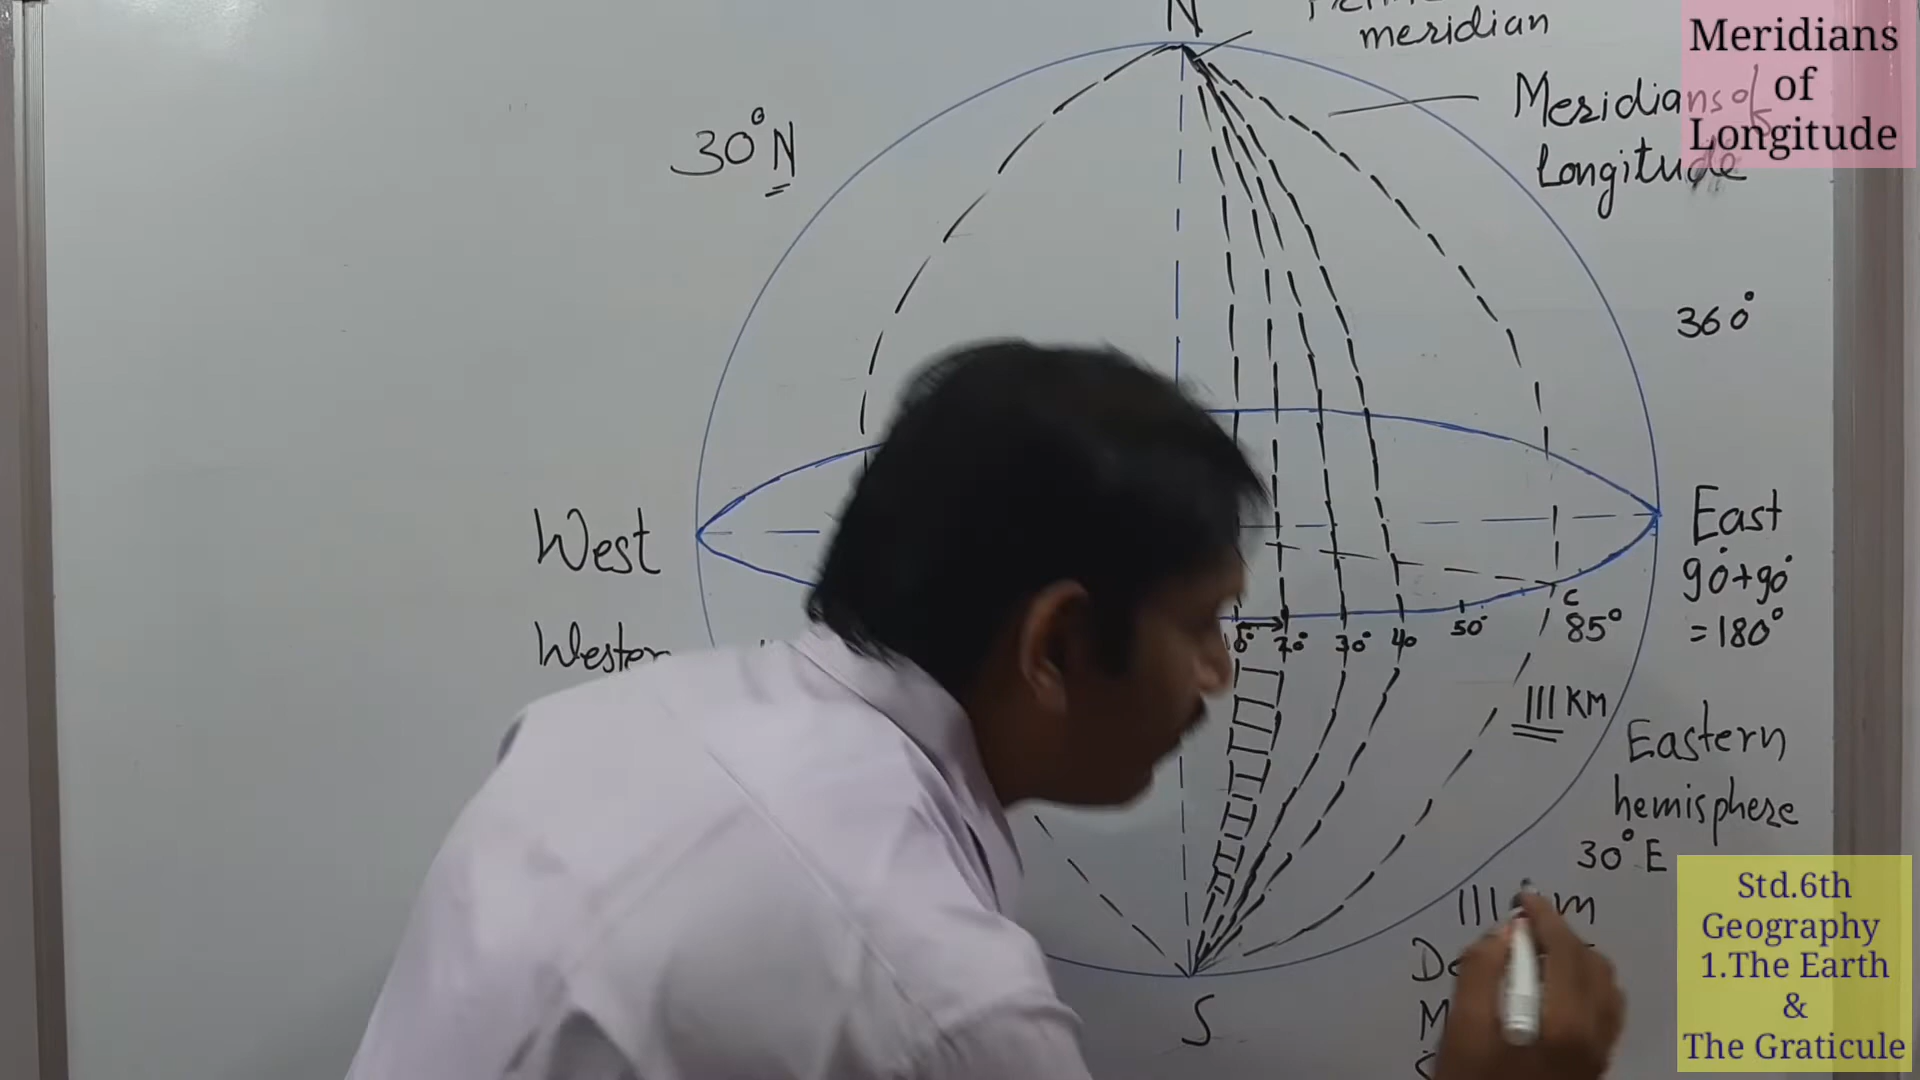 N
meridian
Meridians
of
Longitude
30°N
Meridians of
Longitude
360°
West
East
90°+90°
=180°
10° 20° 30° 40 50° C
85°
111 KM
Eastern
hemisphere
30° E
Std.6th
Geography
1.The Earth
&
The Graticule
S